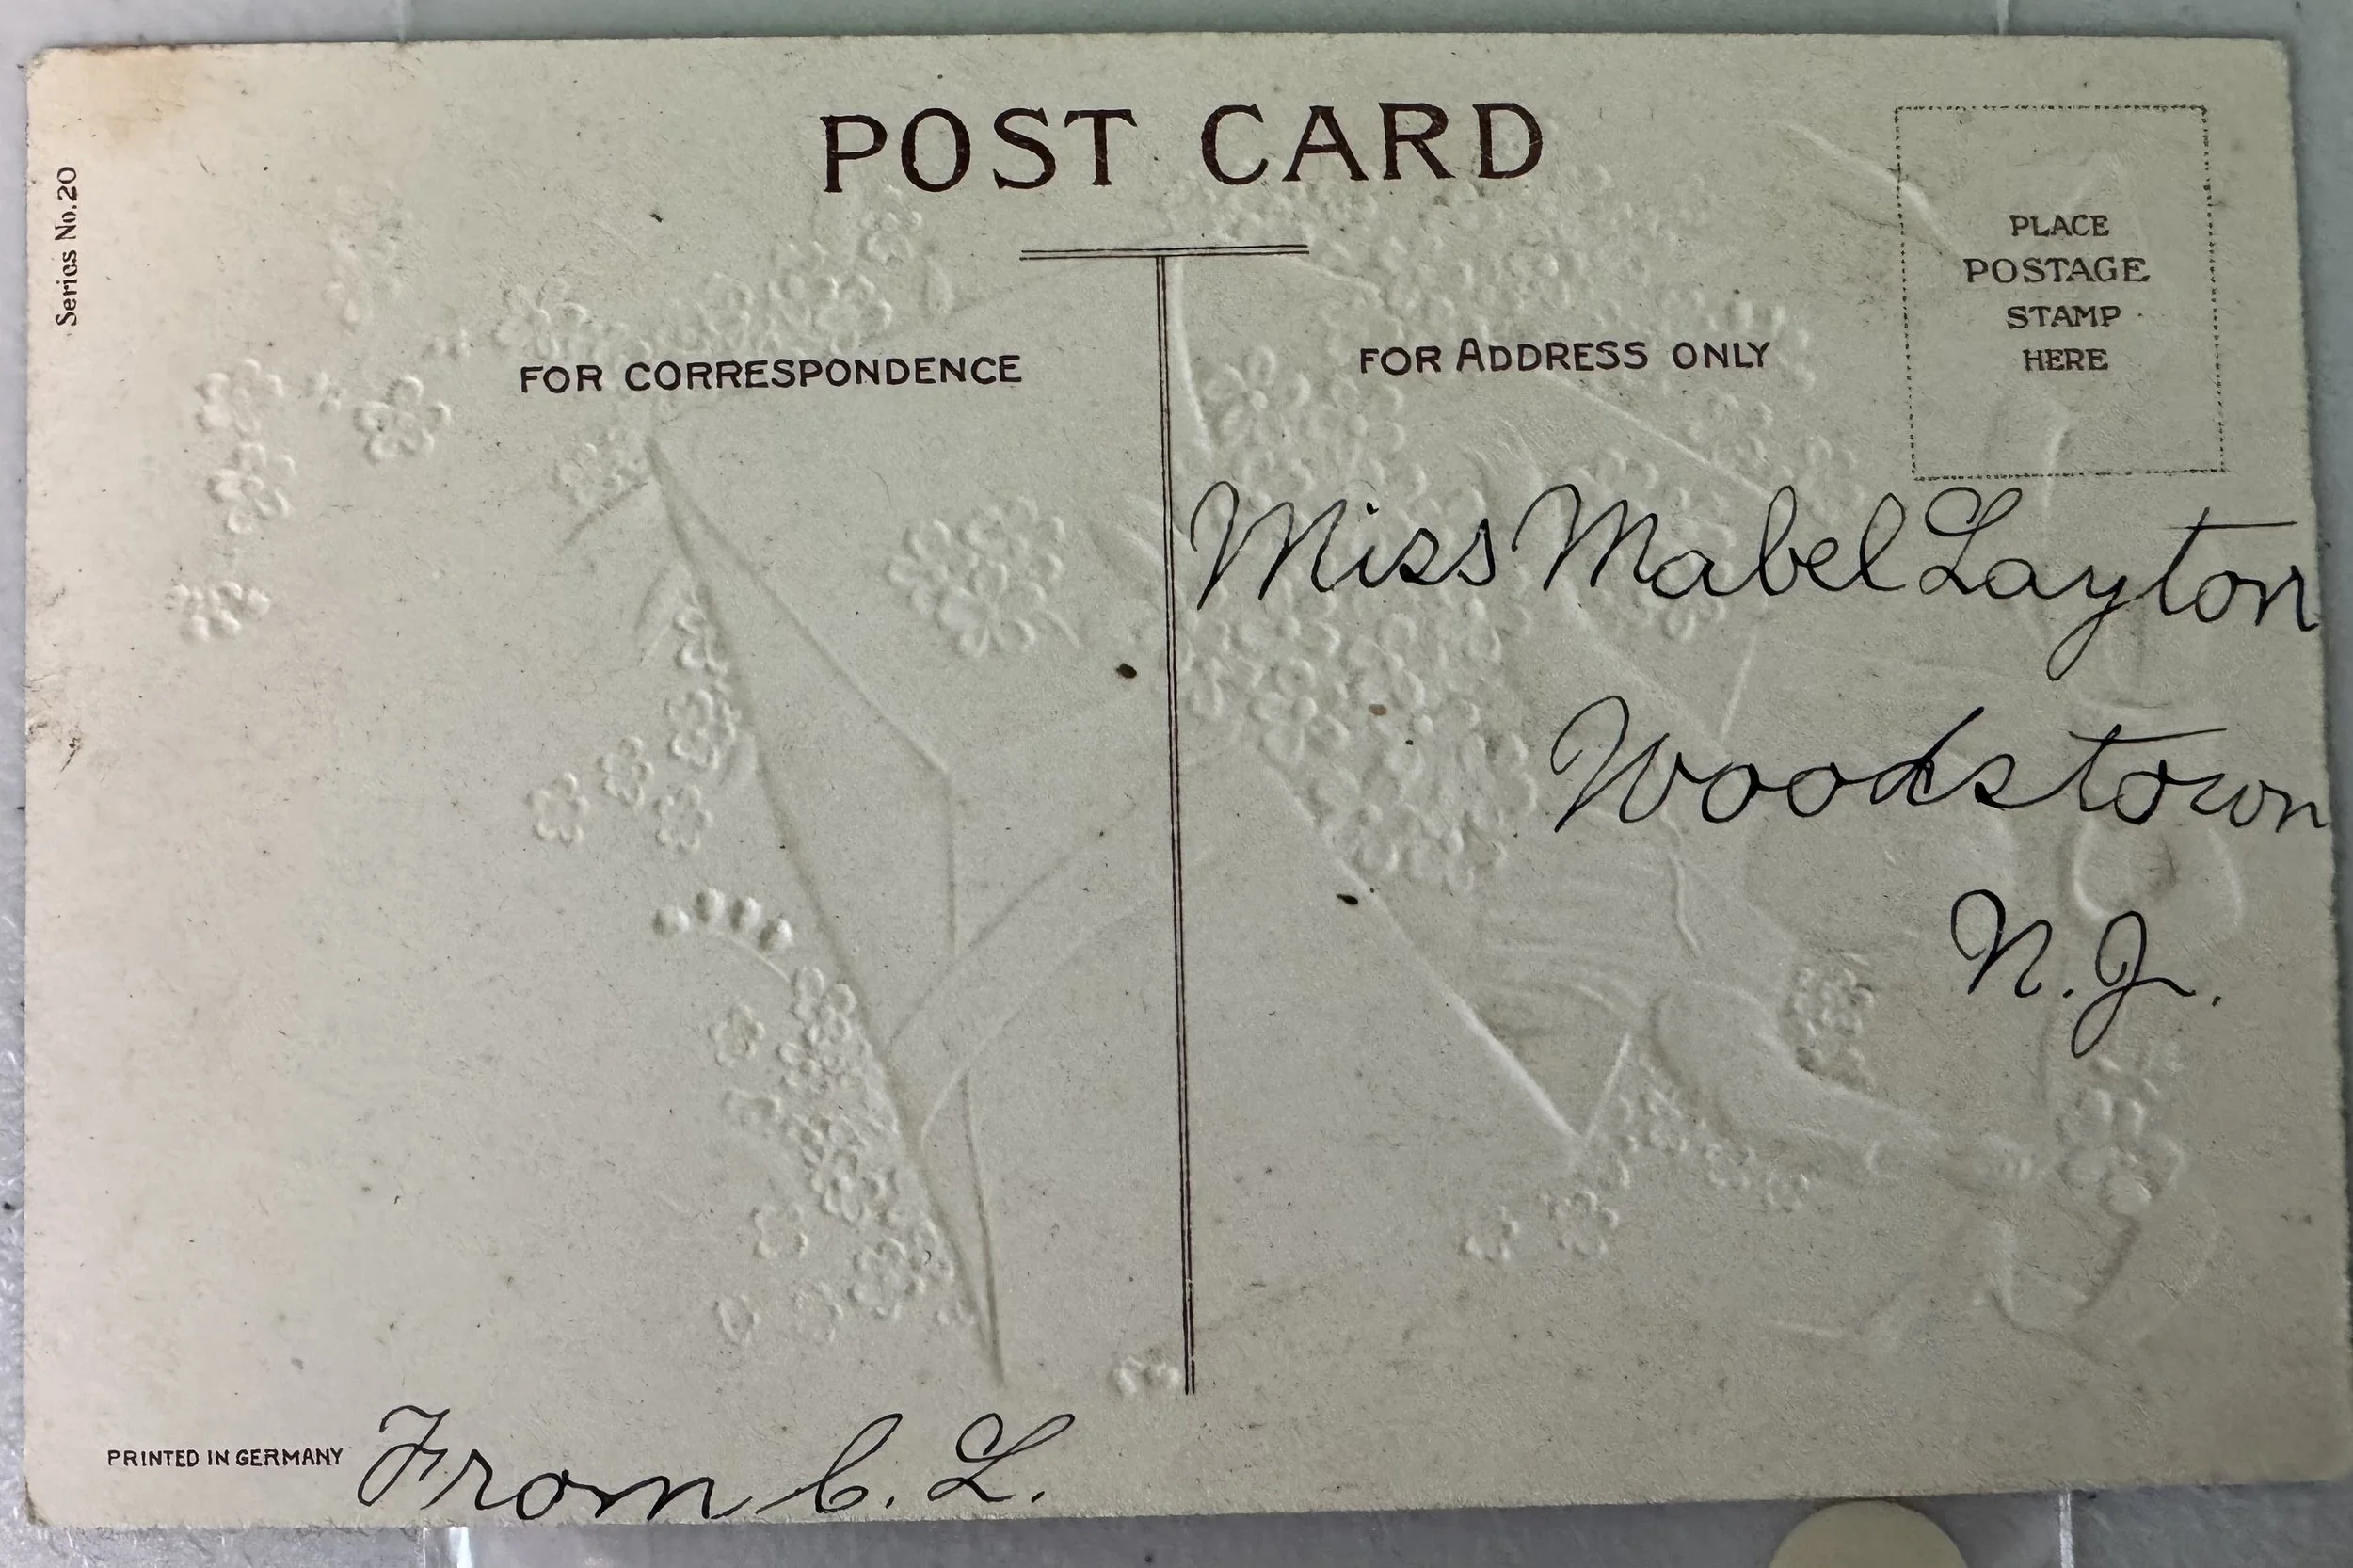 POST CARD
Series No. 20
FOR CORRESPONDENCE
FOR ADDRESS ONLY
PLACE
POSTAGE
STAMP
HERE
Miss Mabel Layton
Woodstown
N.J.
PRINTED IN GERMANY
From C. L.